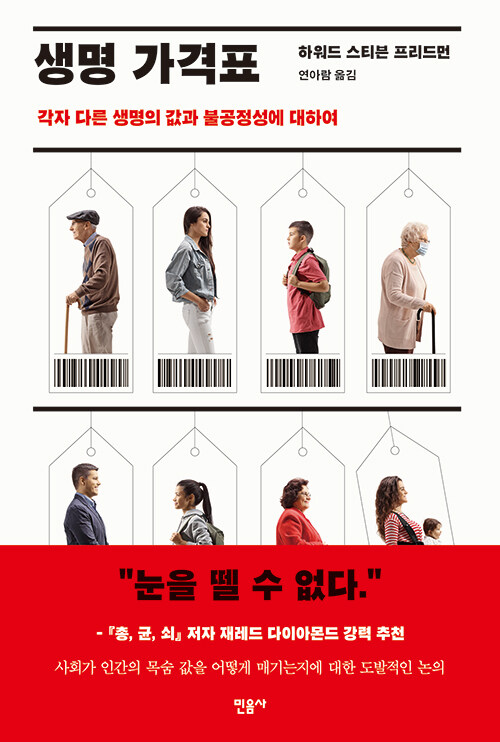 생명 가격표
하워드 스티븐 프리드먼
연아람 옮김
각자 다른 생명의 값과 불공정성에 대하여
"눈을 뗄 수 없다."
- 『총, 균, 쇠』 저자 재레드 다이아몬드 강력 추천
사회가 인간의 목숨 값을 어떻게 매기는지에 대한 도발적인 논의
민음사